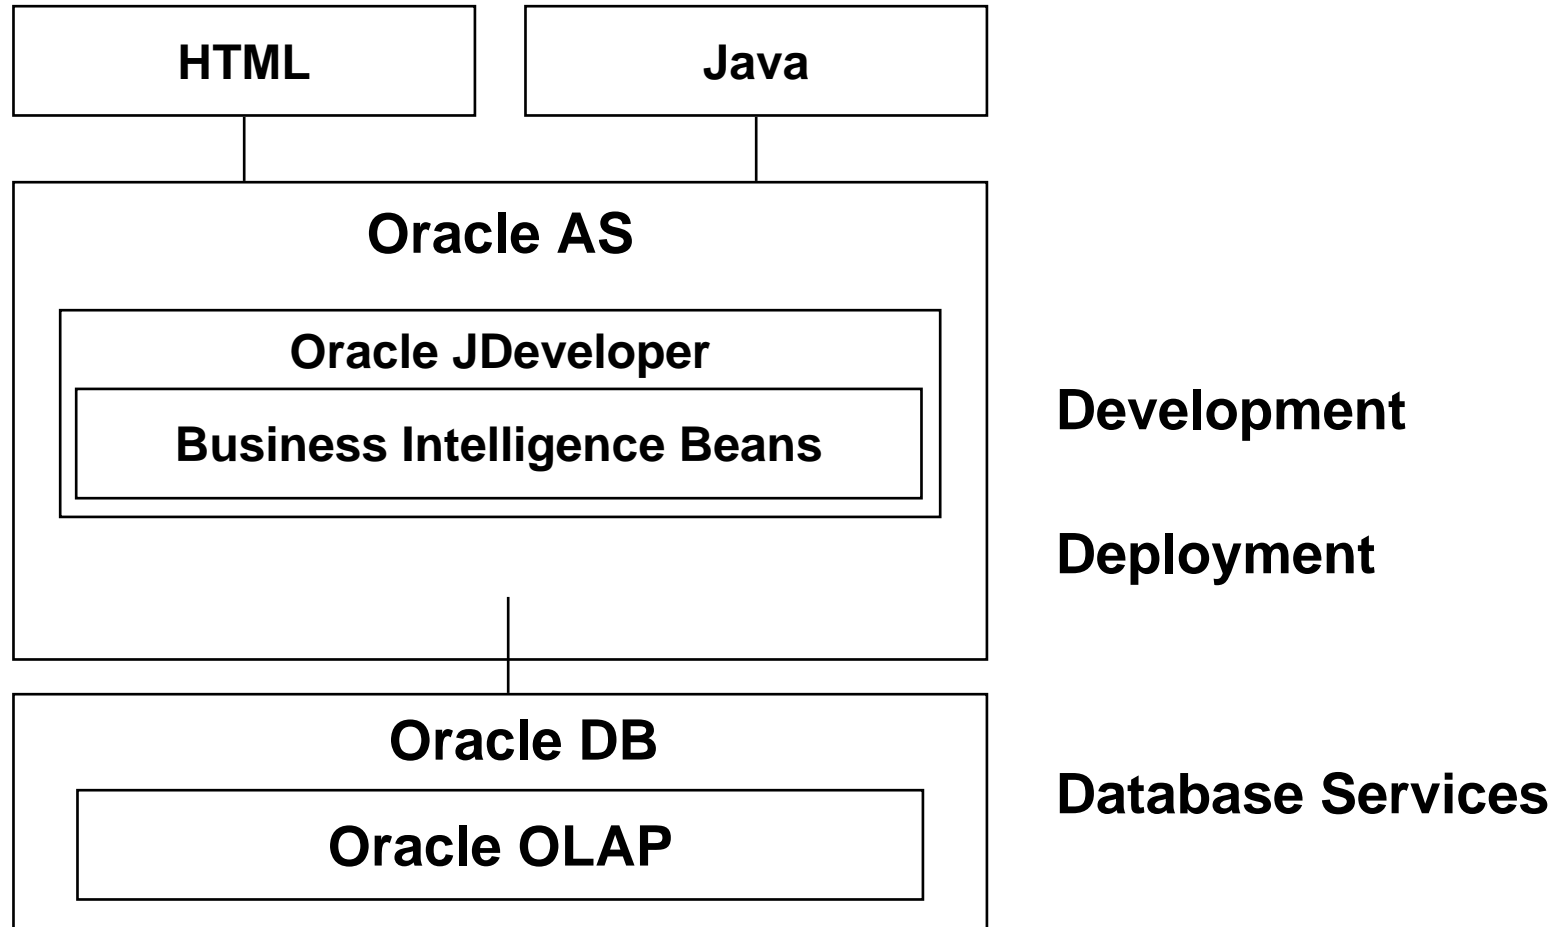 HTML
Java
Oracle AS
Oracle JDeveloper
Business Intelligence Beans
Development
Deployment
Oracle DB
Oracle OLAP
Database Services